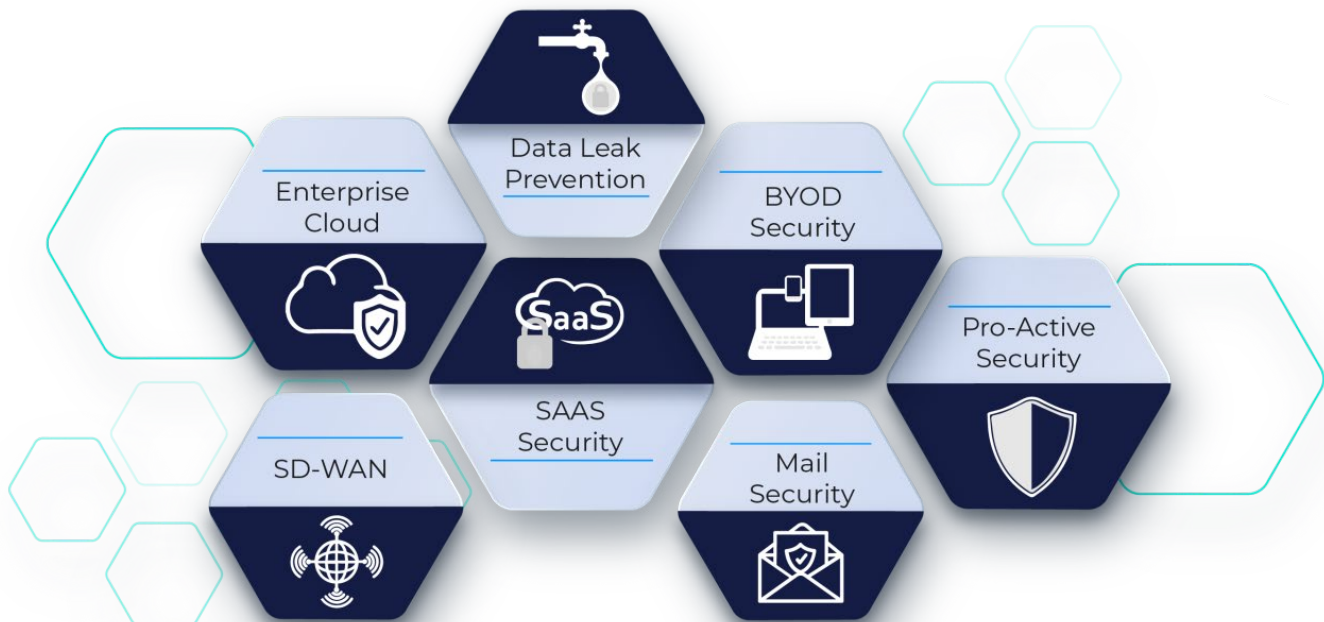 Data Leak
Prevention
Enterprise
Cloud
BYOD
Security
SaaS
Pro-Active
Security
SAAS
Security
SD-WAN
Mail
Security